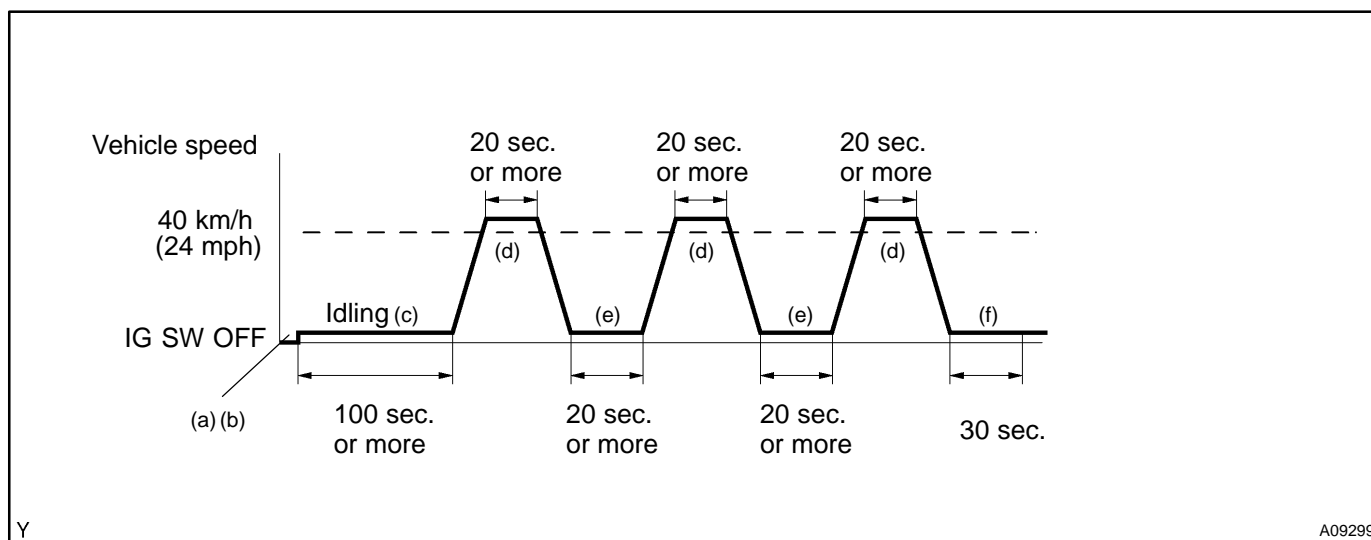 Vehicle speed
20 sec.
or more
20 sec.
or more
20 sec.
or more
40 km/h
(24 mph)
(d)
(d)
(d)
Idling (c)
(e)
(e)
(f)
IG SW OFF
(a) (b)
100 sec.
or more
20 sec.
or more
20 sec.
or more
30 sec.
Y
A09299